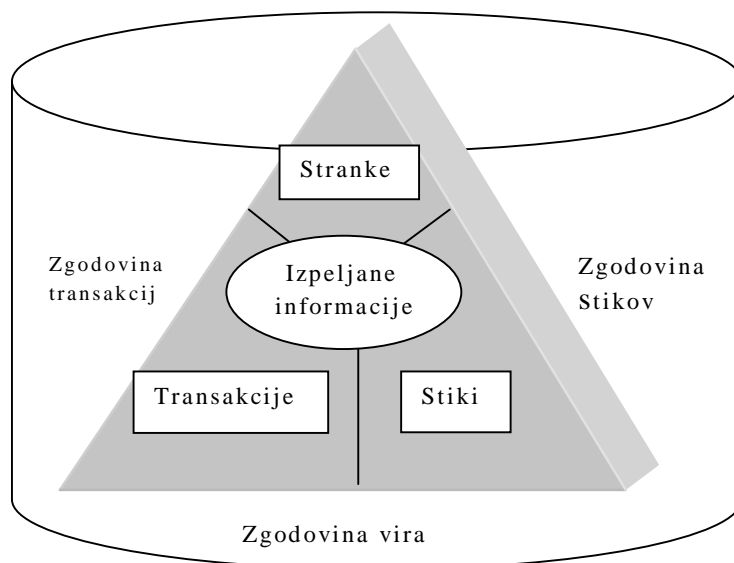 Stranke
Zgodovina
transakcij
Izpeljane
informacije
Zgodovina
Stikov
Transakcije
Stiki
Zgodovina vira